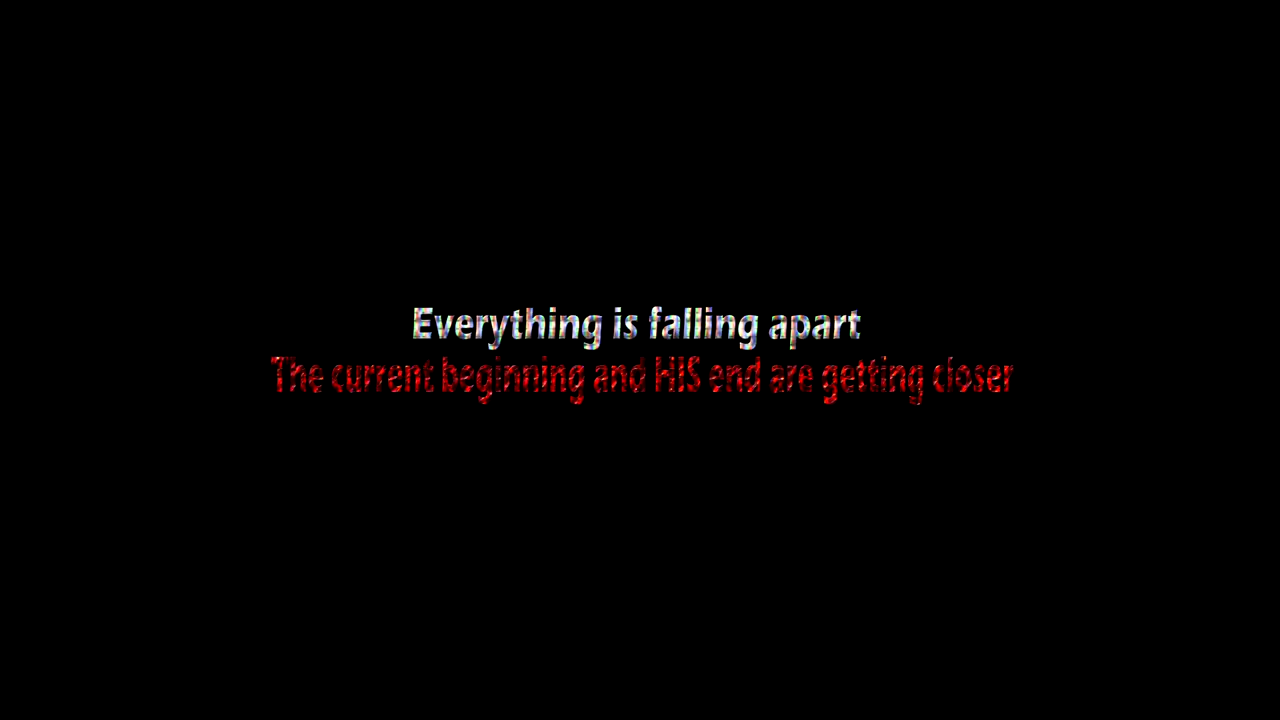 Everything is falling apart
The current beginning and HIS end are getting closer